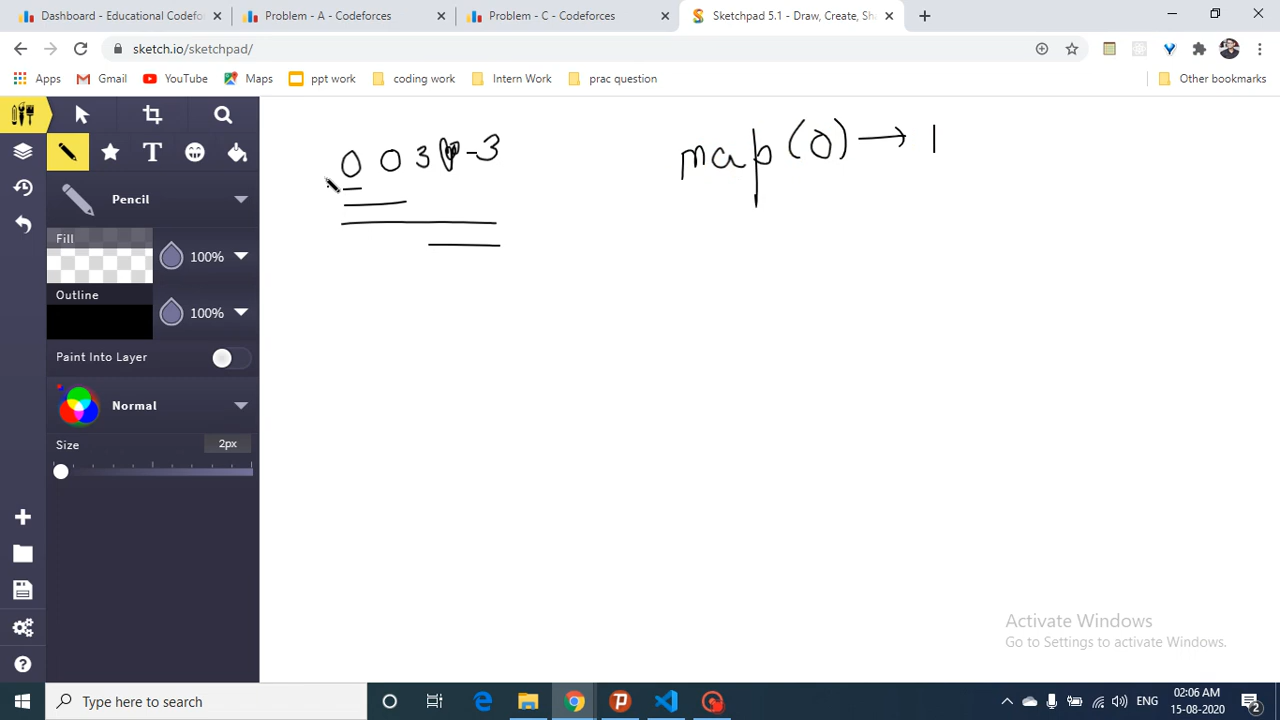 Dashboard - Educational Codefor
Problem - A - Codeforces
Problem - C - Codeforces
Sketchpad 5.1 - Draw, Create, Sha
sketch.io/sketchpad/
Apps
Gmail
YouTube
Maps
ppt work
coding work
Intern Work
prac question
Other bookmarks
0 0 3 -3
map (0) → 1
Pencil
Fill
100%
Outline
100%
Paint Into Layer
Normal
Size
2px
Activate Windows
Go to Settings to activate Windows.
Type here to search
ENG
02:06 AM
15-08-2020
2